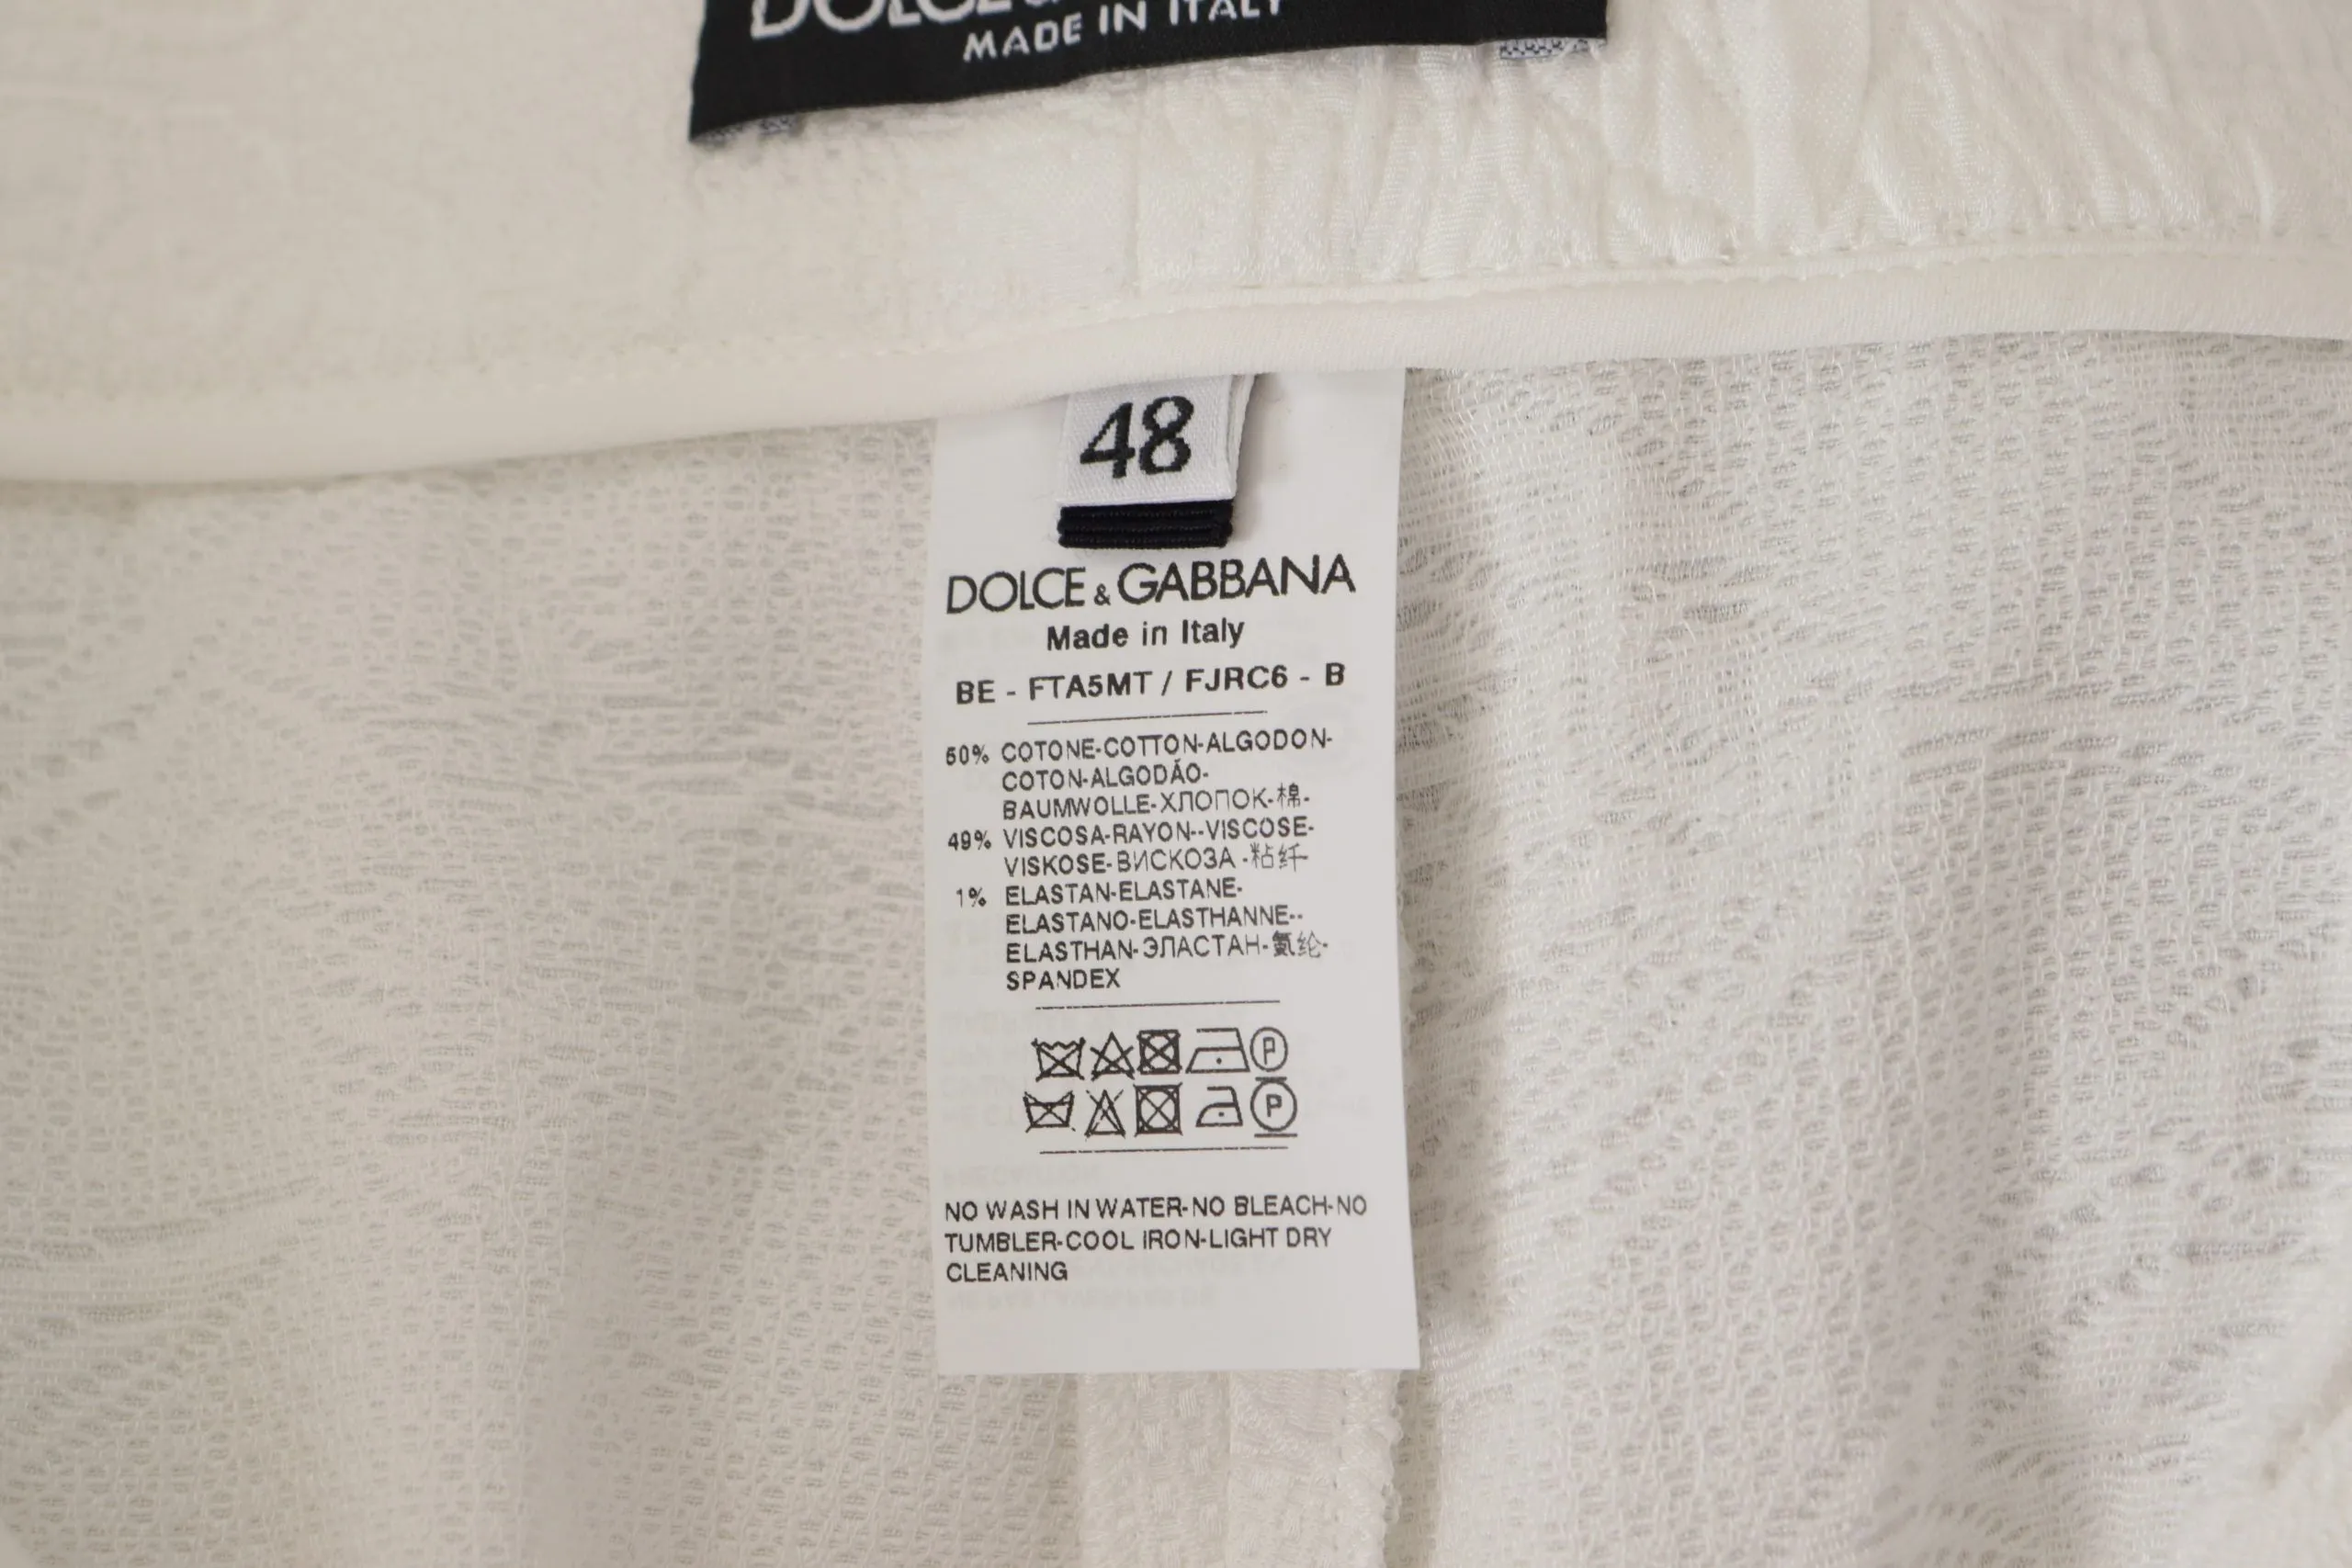 DOLCE &
MADE IN ITALY
48
DOLCE & GABBANA
Made in Italy
BE - FTA5MT / FJRC6 - B
50% COTONE-COTTON-ALGODON-
COTON-ALGODÃO-
BAUMWOLLE-ХЛОПОК-棉-
49% VISCOSA-RAYON--VISCOSE-
VISKOSE-ВИСКОЗА -粘纤-
1% ELASTAN-ELASTANE-
ELASTANO-ELASTHANNE--
ELASTHAN-ЭЛАСТАН-氨纶-
SPANDEX
P
P
NO WASH IN WATER-NO BLEACH-NO
TUMBLER-COOL IRON-LIGHT DRY
CLEANING